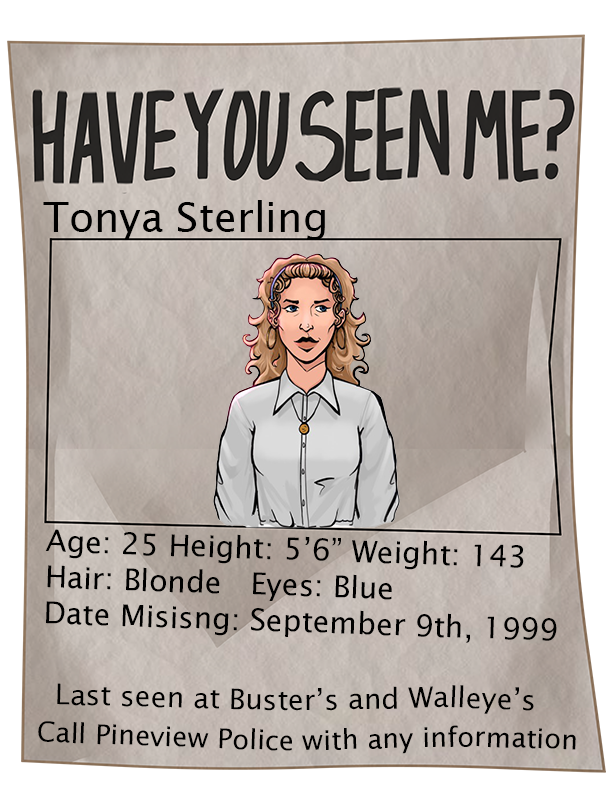 HAVE YOU SEEN ME?
Tonya Sterling
Age: 25 Height: 5’6” Weight: 143
Hair: Blonde Eyes: Blue
Date Misisng: September 9th, 1999
Last seen at Buster’s and Walleye’s
Call Pineview Police with any information